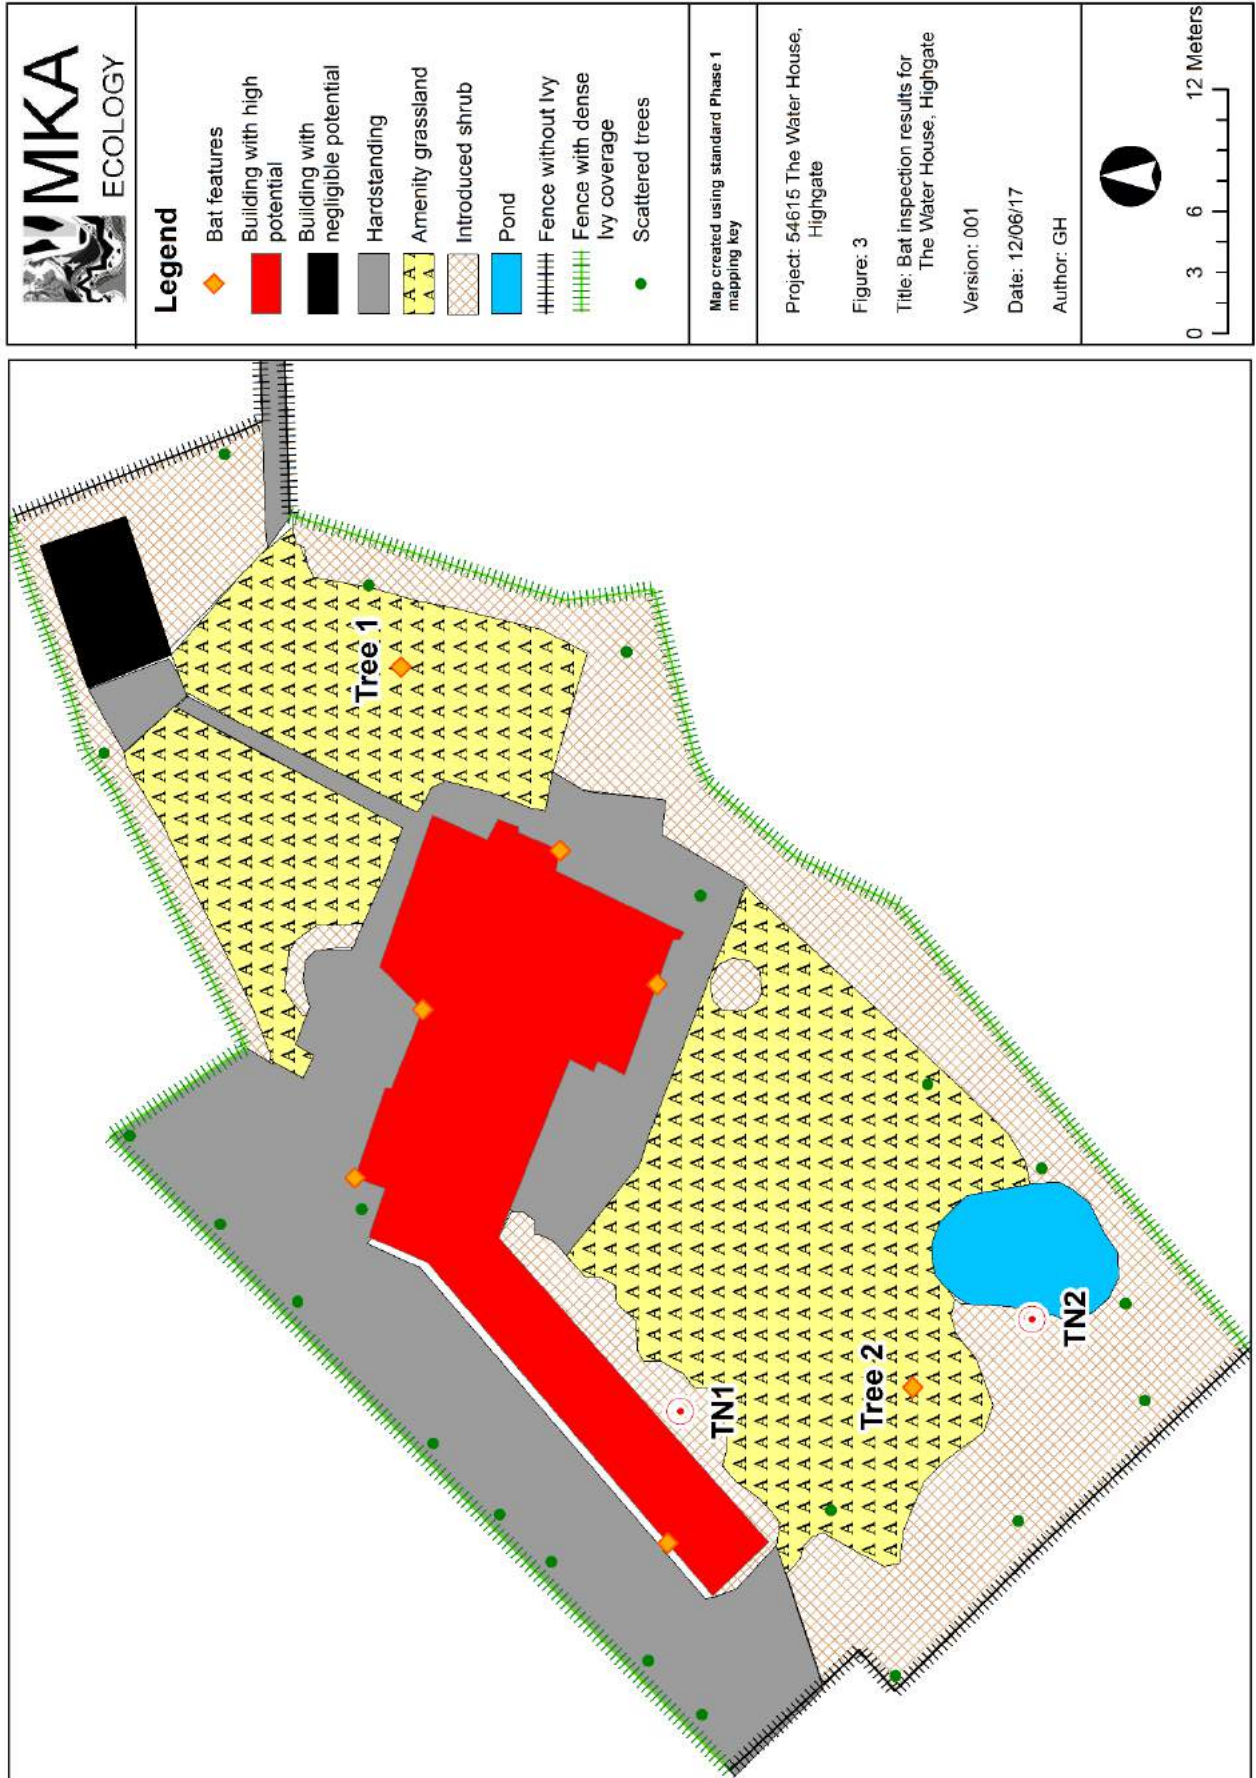 MKA
ECOLOGY
Legend
Bat features
Building with high
potential
Building with
negligible potential
Hardstanding
Amenity grassland
Introduced shrub
Pond
Fence without Ivy
Fence with dense
Ivy coverage
Scattered trees
Map created using standard Phase 1
mapping key
Project: 54615 The Water House,
Highgate
Figure: 3
Title: Bat inspection results for
The Water House, Highgate
Version: 001
Date: 12/06/17
Author: GH
0 3 6 12 Meters
Tree 1
TN1
Tree 2
TN2